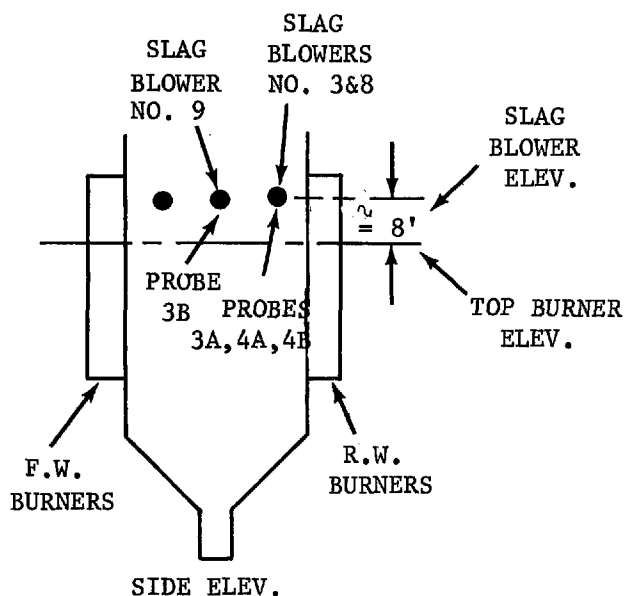 SLAG
BLOWER
NO. 9
SLAG
BLOWERS
NO. 3&8
SLAG
BLOWER
ELEV.
≅ 8'
PROBE
3B
PROBES
3A,4A,4B
TOP BURNER
ELEV.
F.W.
BURNERS
R.W.
BURNERS
SIDE ELEV.